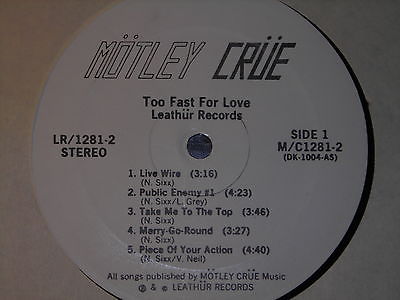 MÖTLEY CRÜE
Too Fast For Love
Leathür Records
LR/1281-2
STEREO
SIDE 1
M/C1281-2
(DK-1004-AS)
1. Live Wire (3:16)
(N. Sixx)
2. Public Enemy #1 (4:23)
(N. Sixx/L. Grey)
3. Take Me To The Top (3:46)
(N. Sixx)
4. Merry-Go-Round (3:27)
(N. Sixx)
5. Piece Of Your Action (4:40)
(N. Sixx/V. Neil)
All songs published by MÖTLEY CRÜE Music
℗ & © LEATHÜR RECORDS